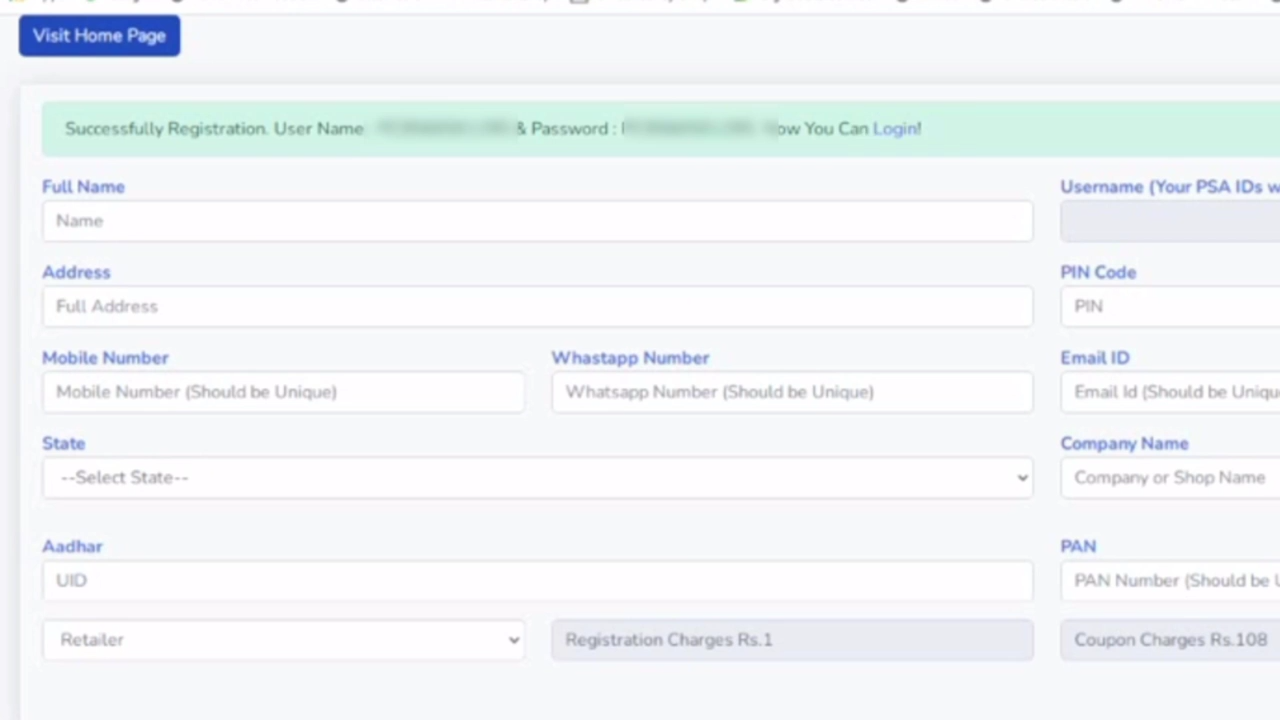 Visit Home Page
Successfully Registration. User Name & Password : ow You Can Login!
Full Name
Username (Your PSA IDs w
Name
Address
PIN Code
Full Address
PIN
Mobile Number
Whastapp Number
Email ID
Mobile Number (Should be Unique)
Whatsapp Number (Should be Unique)
Email Id (Should be Uniqu
State
Company Name
--Select State--
Company or Shop Name
Aadhar
PAN
UID
PAN Number (Should be U
Retailer
Registration Charges Rs.1
Coupon Charges Rs.108